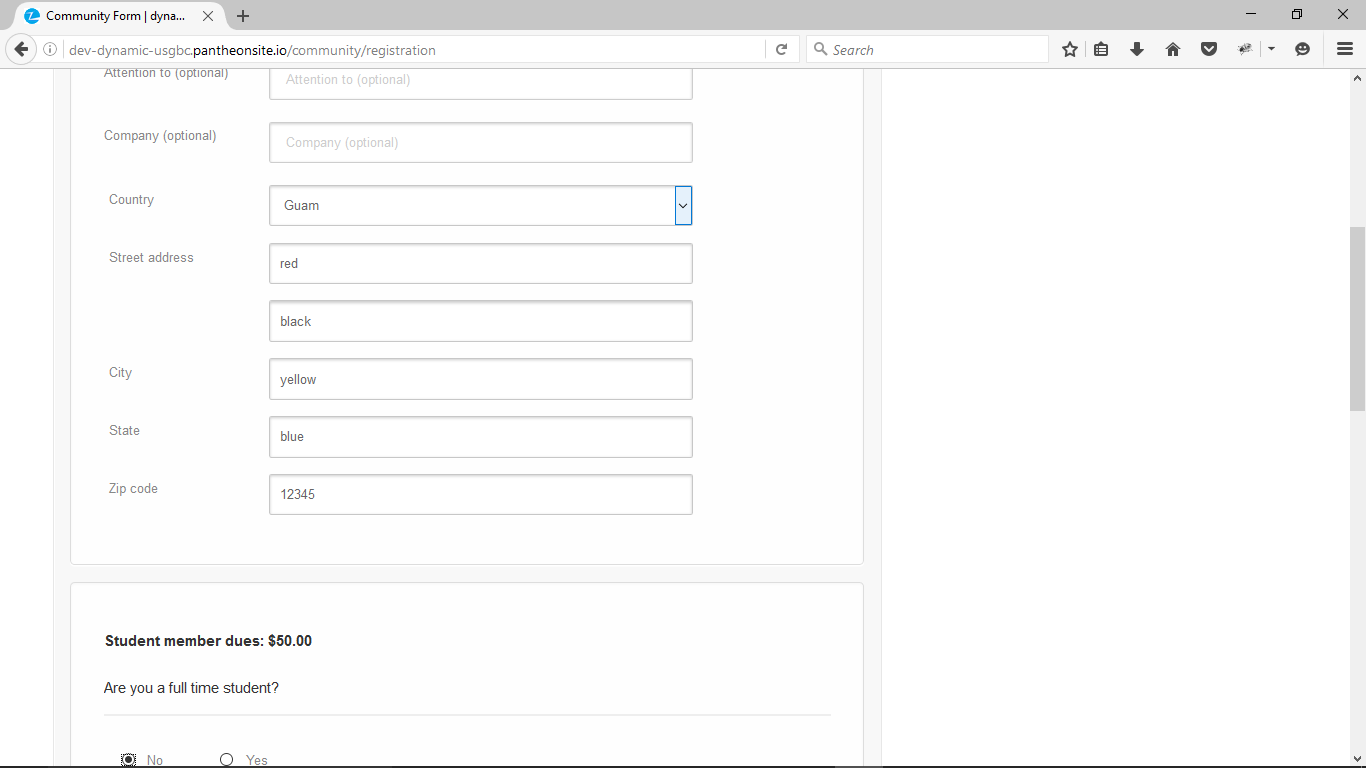 Community Form | dyna...
dev-dynamic-usgbc.pantheonsite.io/community/registration
Search
Attention to (optional)
Attention to (optional)
Company (optional)
Company (optional)
Country
Guam
Street address
red
black
City
yellow
State
blue
Zip code
12345
Student member dues: $50.00
Are you a full time student?
No Yes